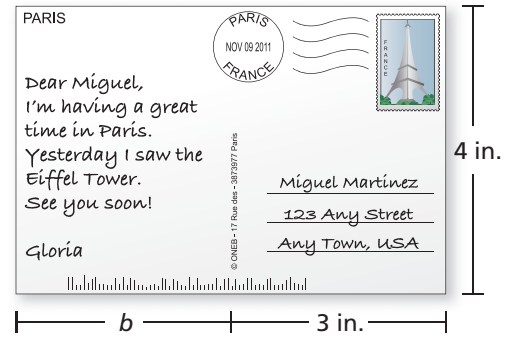 PARIS
PARIS
NOV 09 2011
FRANCE
FRANCE
Dear Miguel,
I'm having a great
time in Paris.
Yesterday I saw the
Eiffel Tower.
See you soon!
Gloria
© ONEB - 17 Rue des - 3873977 Paris
Miguel Martinez
123 Any Street
Any Town, USA
4 in.
b
3 in.